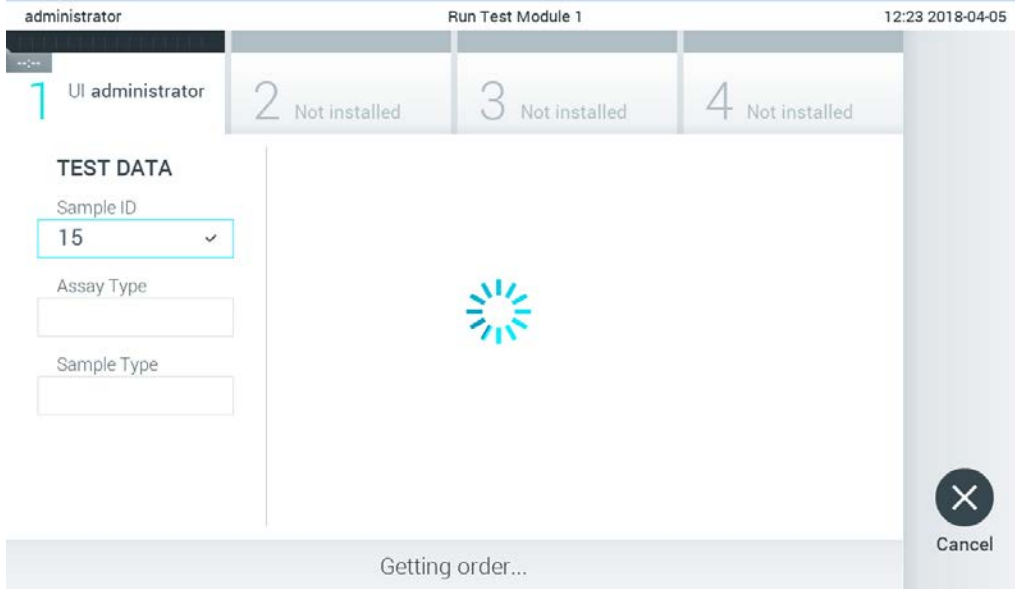 administrator Run Test Module 1 12:23 2018-04-05
--:--
1 UI administrator 2 Not installed 3 Not installed 4 Not installed
TEST DATA
Sample ID
15
Assay Type
Sample Type
Cancel
Getting order...